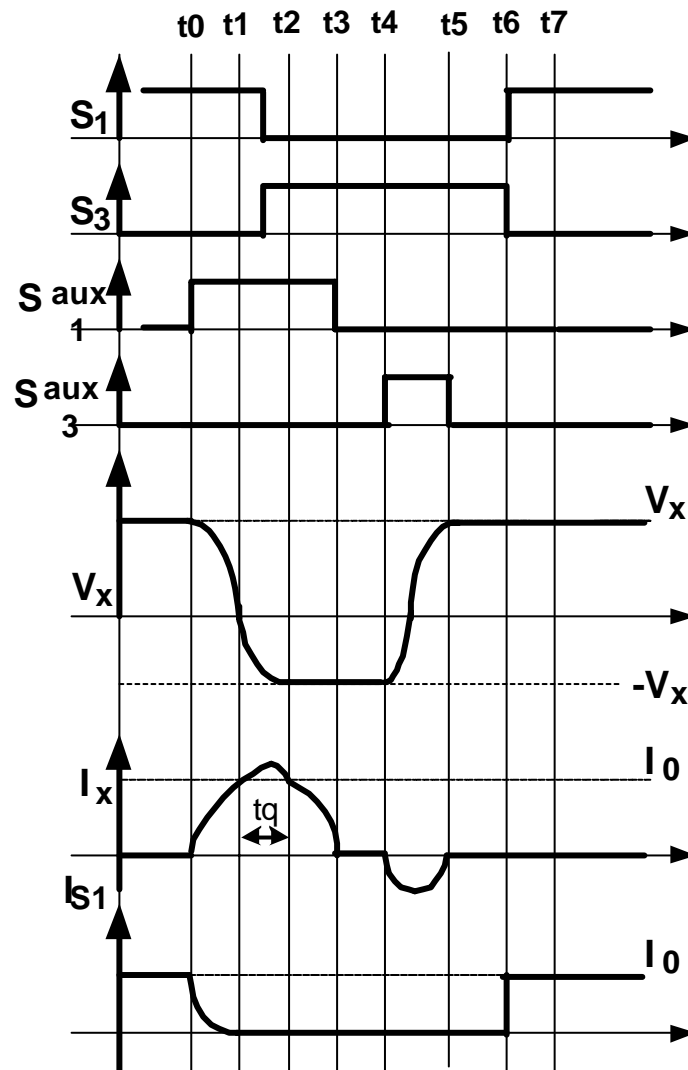 t0 t1 t2 t3 t4 t5 t6 t7
S1
S3
S aux
1
S aux
3
Vx
Vx
-Vx
I0
Ix
tq
IS1
I0